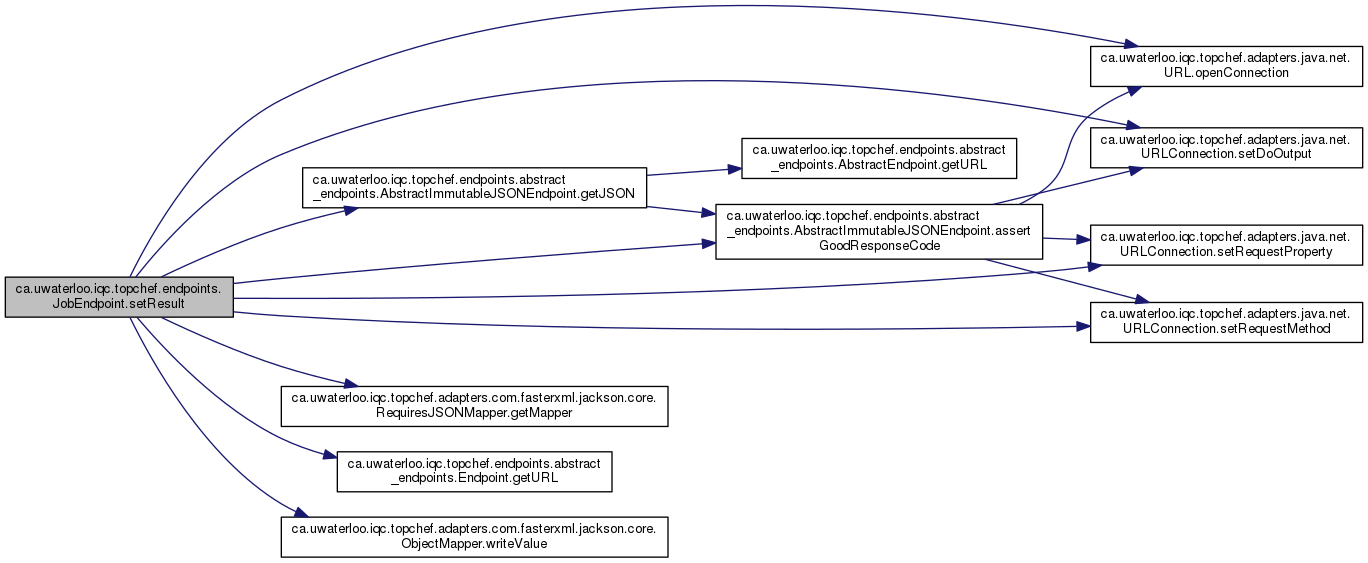 ca.uwaterloo.iqc.topchef.adapters.java.net.
URL.openConnection
ca.uwaterloo.iqc.topchef.adapters.java.net.
URLConnection.setDoOutput
ca.uwaterloo.iqc.topchef.endpoints.abstract
_endpoints.AbstractEndpoint.getURL
ca.uwaterloo.iqc.topchef.endpoints.abstract
_endpoints.AbstractImmutableJSONEndpoint.getJSON
ca.uwaterloo.iqc.topchef.endpoints.abstract
_endpoints.AbstractImmutableJSONEndpoint.assert
GoodResponseCode
ca.uwaterloo.iqc.topchef.adapters.java.net.
URLConnection.setRequestProperty
ca.uwaterloo.iqc.topchef.endpoints.
JobEndpoint.setResult
ca.uwaterloo.iqc.topchef.adapters.java.net.
URLConnection.setRequestMethod
ca.uwaterloo.iqc.topchef.adapters.com.fasterxml.jackson.core.
RequiresJSONMapper.getMapper
ca.uwaterloo.iqc.topchef.endpoints.abstract
_endpoints.Endpoint.getURL
ca.uwaterloo.iqc.topchef.adapters.com.fasterxml.jackson.core.
ObjectMapper.writeValue